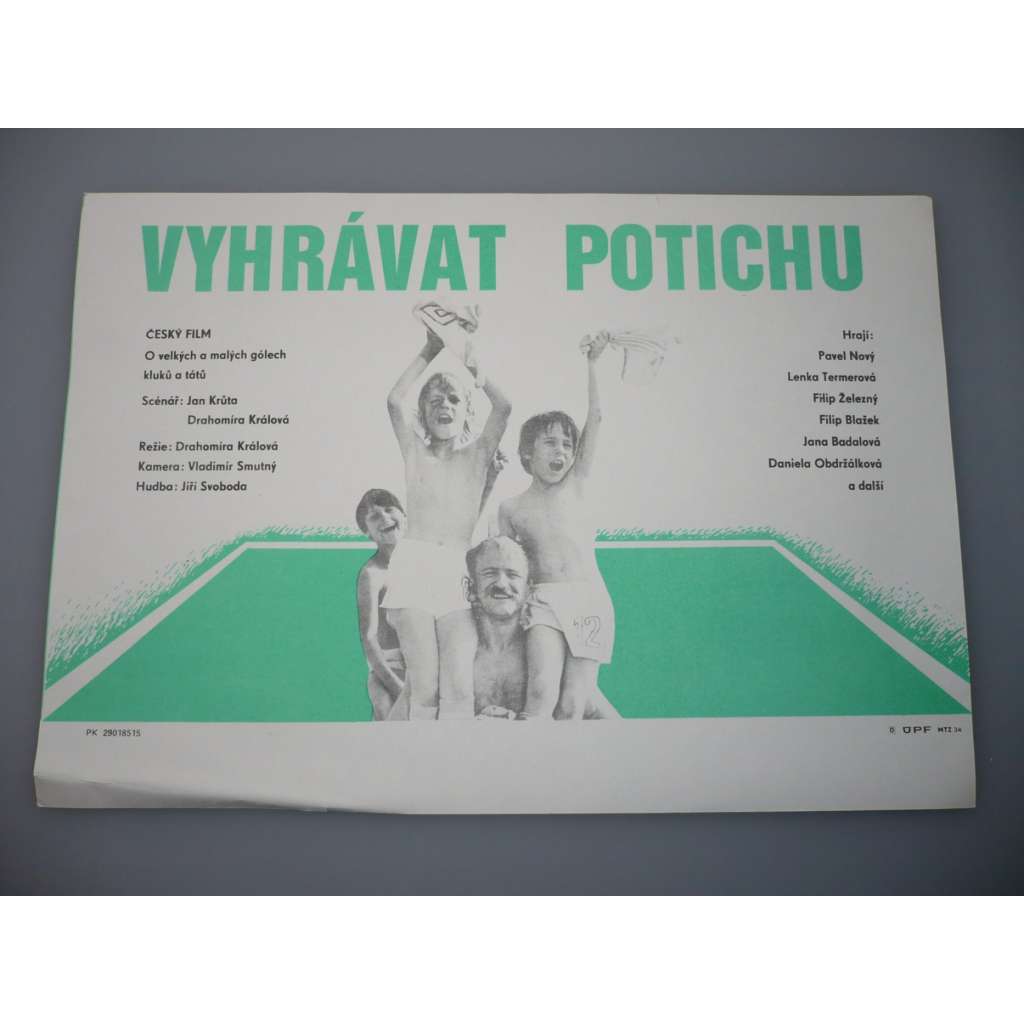 VYHRÁVAT POTICHU
ČESKÝ FILM
O velkých a malých gólech
kluků a tátů
Scénář: Jan Krůta
Drahomíra Králová
Režie: Drahomíra Králová
Kamera: Vladimír Smutný
Hudba: Jiří Svoboda
Hrají:
Pavel Nový
Lenka Termerová
Filip Železný
Filip Blažek
Jana Badalová
Daniela Obdržálková
a další
12
PK 29018515
ÚPF MTZ 34